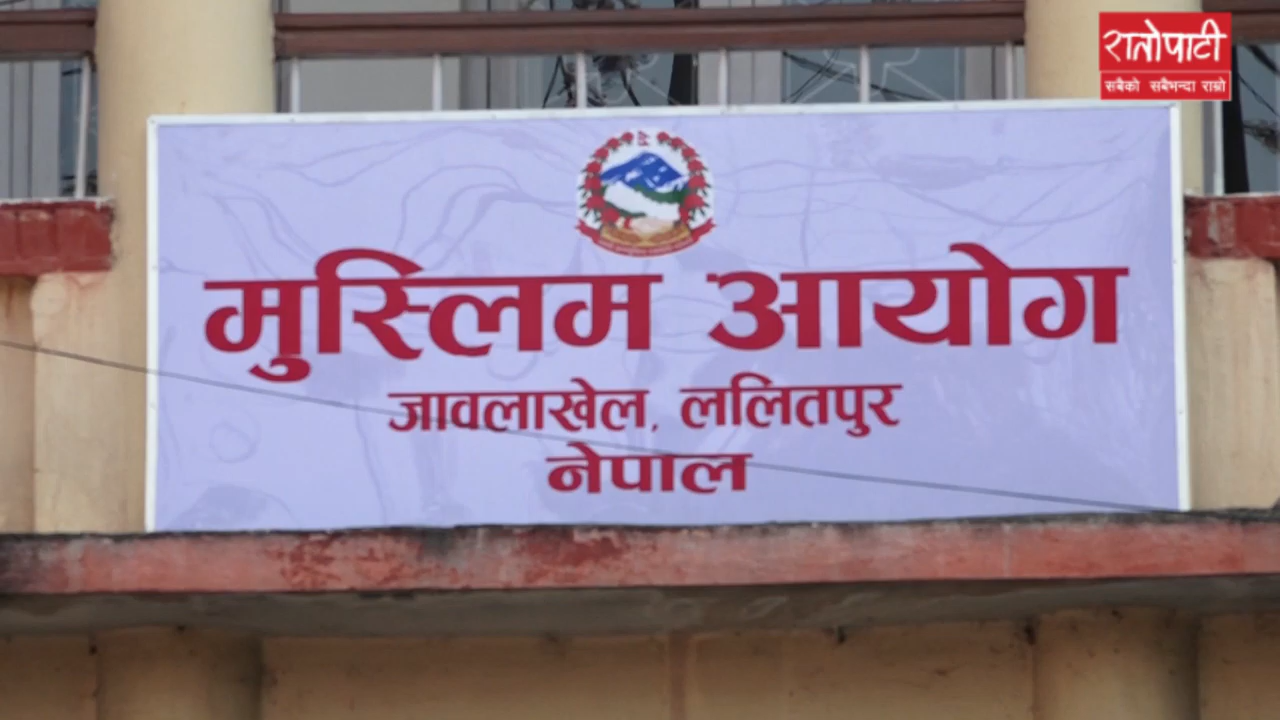 रातोपाटी
सबैको सबैभन्दा राम्रो
मुस्लिम आयोग
जावलाखेल, ललितपुर
नेपाल